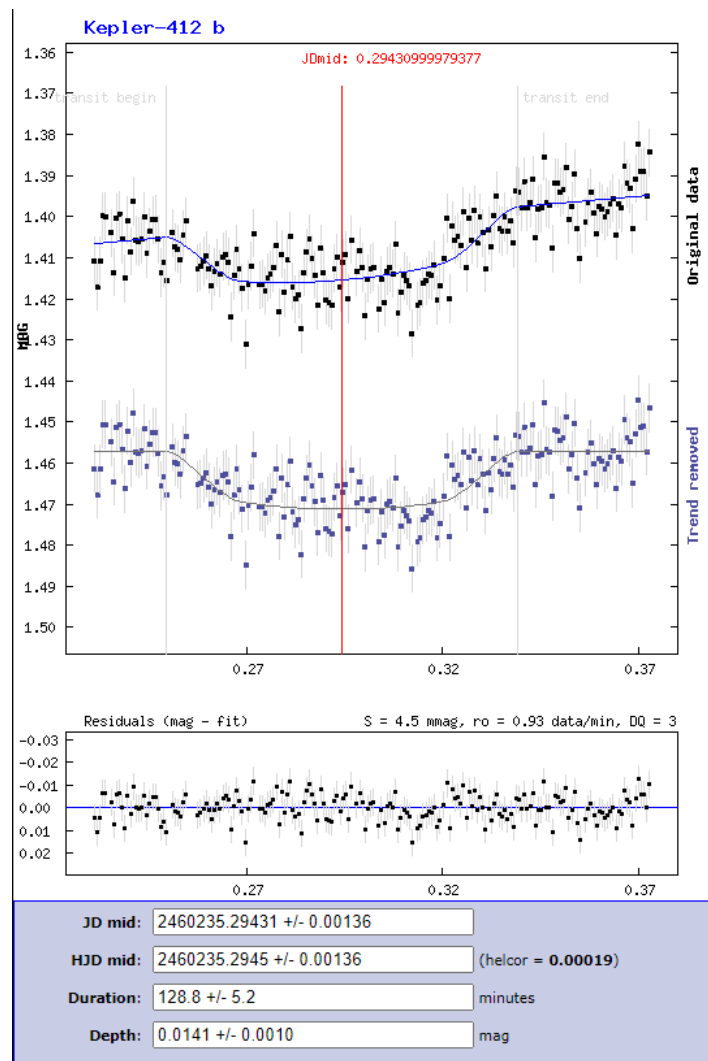 Kepler-412 b
JDmid: 0.29430999979377
transit begin
transit end
1.36
1.37
1.38
1.39
1.40
1.41
1.42
1.43
1.44
1.45
1.46
1.47
1.48
1.49
1.50
MAG
Original data
Trend removed
0.27
0.32
0.37
Residuals (mag - fit)
S = 4.5 mmag, ro = 0.93 data/min, DQ = 3
-0.03
-0.02
-0.01
0.00
0.01
0.02
0.27
0.32
0.37
JD mid: 2460235.29431 +/- 0.00136
HJD mid: 2460235.2945 +/- 0.00136 (helcor = 0.00019)
Duration: 128.8 +/- 5.2 minutes
Depth: 0.0141 +/- 0.0010 mag